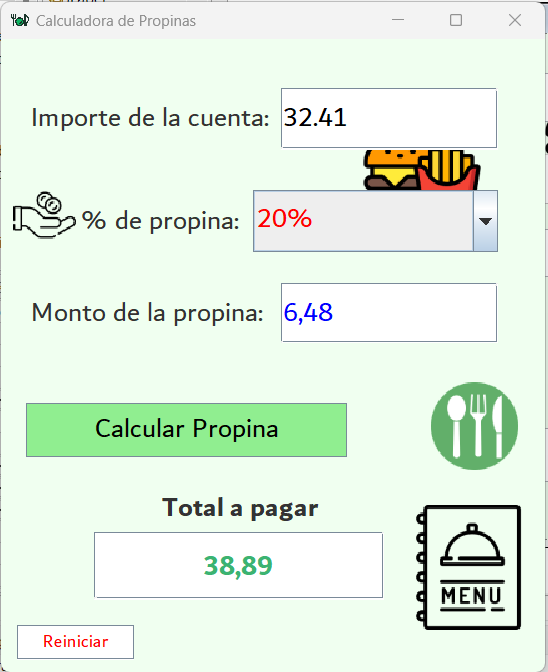 Calculadora de Propinas
Importe de la cuenta: 32.41
% de propina: 20%
Monto de la propina: 6,48
Calcular Propina
Total a pagar
38,89
MENU
Reiniciar